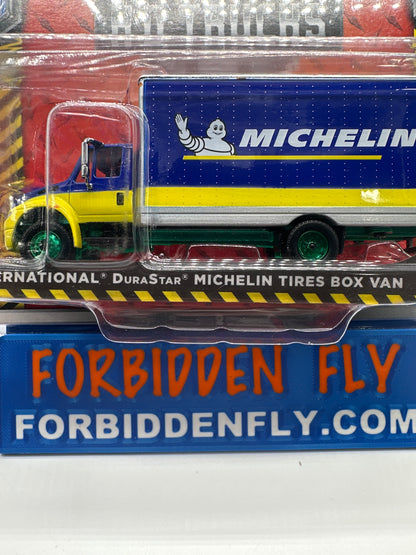 MICHELIN
ERNATIONAL® DURASTAR® MICHELIN TIRES BOX VAN
FORBIDDEN FLY
FORBIDDENFLY.COM